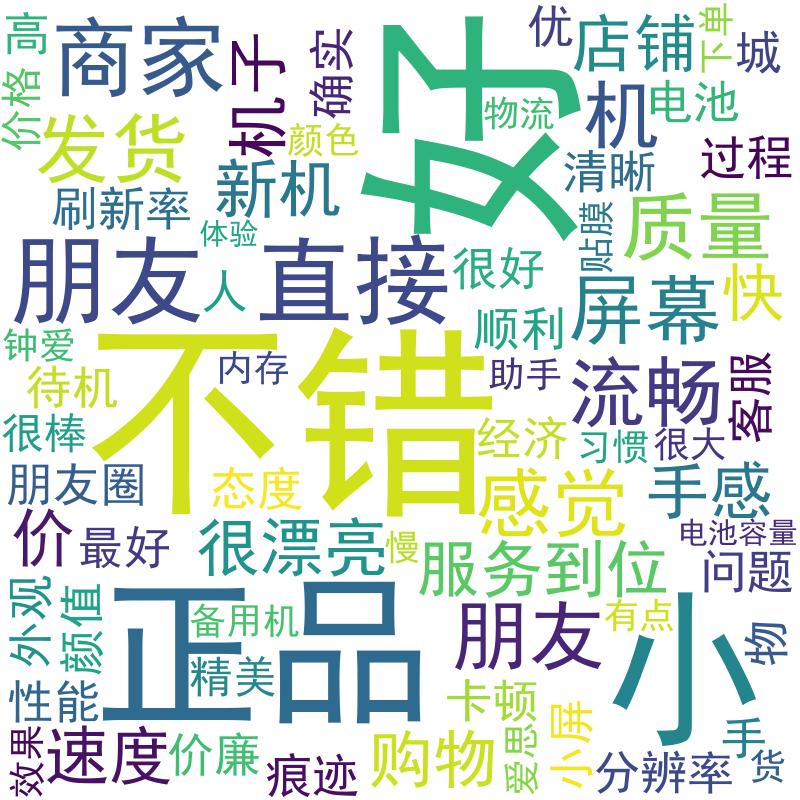 高
商家
机子
确实
好
优
店铺
下单
城
价格
发货
颜色
物流
机
电池
过程
刷新率
新机
清晰
贴膜
质量
体验
朋友
人
直接
很好
屏幕
快
顺利
钟爱
不错
内存
助手
流畅
客服
待机
很棒
经济
习惯
很大
朋友圈
态度
感觉
手感
价
最好
很漂亮
慢
服务到位
电池容量
问题
外观
颜值
正品
备用机
朋友
有点
小
物
精美
性能
卡顿
效果
速度
价廉
痕迹
购物
爱思
小屏
分辨率
手
货